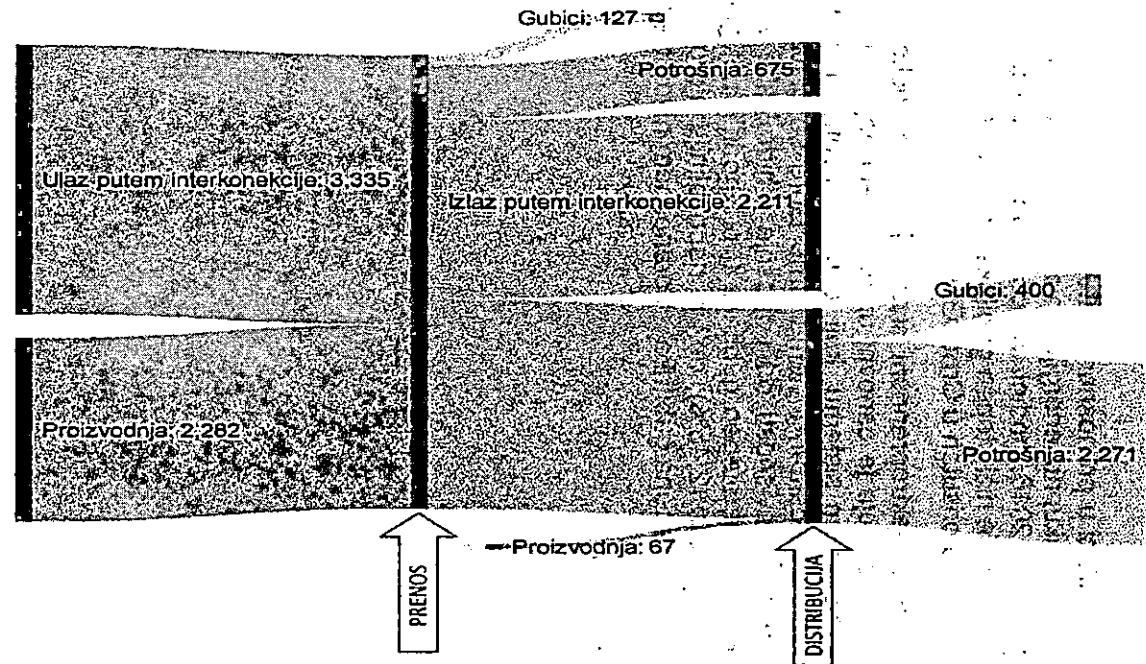 Gubici: 127
Potrošnja: 675
Ulaz putem interkonekcije: 3,335
Izlaz putem interkonekcije: 2,211
Gubici: 400
Proizvodnja: 2,282
Potrošnja: 2,271
Proizvodnja: 67
PRENOS
DISTRIBUCIJA